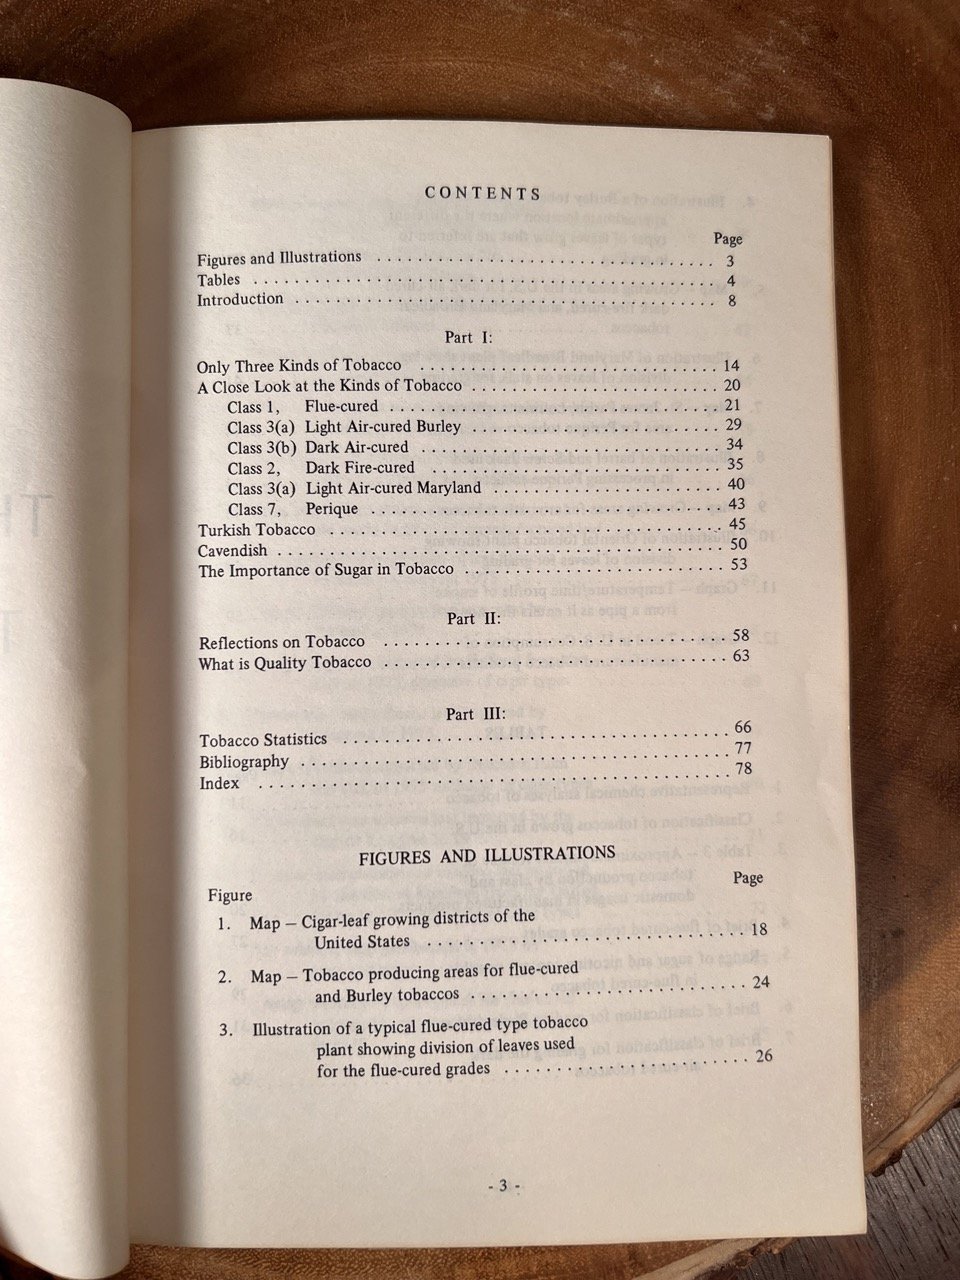 CONTENTS
Page
Figures and Illustrations . . . . . . . . . . . . . . . . . . . . . . . . . . . . . . . . . 3
Tables . . . . . . . . . . . . . . . . . . . . . . . . . . . . . . . . . . . . . . . . . . . . 4
Introduction . . . . . . . . . . . . . . . . . . . . . . . . . . . . . . . . . . . . . . . . 8
Part I:
Only Three Kinds of Tobacco . . . . . . . . . . . . . . . . . . . . . . . . . . . . . 14
A Close Look at the Kinds of Tobacco . . . . . . . . . . . . . . . . . . . . . . . . 20
Class 1, Flue-cured . . . . . . . . . . . . . . . . . . . . . . . . . . . . . . . . 21
Class 3(a) Light Air-cured Burley . . . . . . . . . . . . . . . . . . . . . . . . 29
Class 3(b) Dark Air-cured . . . . . . . . . . . . . . . . . . . . . . . . . . . . . 34
Class 2, Dark Fire-cured . . . . . . . . . . . . . . . . . . . . . . . . . . . . 35
Class 3(a) Light Air-cured Maryland . . . . . . . . . . . . . . . . . . . . . . 40
Class 7, Perique . . . . . . . . . . . . . . . . . . . . . . . . . . . . . . . . . . 43
Turkish Tobacco . . . . . . . . . . . . . . . . . . . . . . . . . . . . . . . . . . . . . 45
Cavendish . . . . . . . . . . . . . . . . . . . . . . . . . . . . . . . . . . . . . . . . . . 50
The Importance of Sugar in Tobacco . . . . . . . . . . . . . . . . . . . . . . . . . 53
Part II:
Reflections on Tobacco . . . . . . . . . . . . . . . . . . . . . . . . . . . . . . . . . 58
What is Quality Tobacco . . . . . . . . . . . . . . . . . . . . . . . . . . . . . . . . . 63
Part III:
Tobacco Statistics . . . . . . . . . . . . . . . . . . . . . . . . . . . . . . . . . . . . 66
Bibliography . . . . . . . . . . . . . . . . . . . . . . . . . . . . . . . . . . . . . . . . 77
Index . . . . . . . . . . . . . . . . . . . . . . . . . . . . . . . . . . . . . . . . . . . . 78
FIGURES AND ILLUSTRATIONS
Page
Figure
1. Map – Cigar-leaf growing districts of the
United States . . . . . . . . . . . . . . . . . . . . . . . . . . . . . . . 18
2. Map – Tobacco producing areas for flue-cured
and Burley tobaccos . . . . . . . . . . . . . . . . . . . . . . . . . . . 24
3. Illustration of a typical flue-cured type tobacco
plant showing division of leaves used
for the flue-cured grades . . . . . . . . . . . . . . . . . . . . . . . . 26
- 3 -